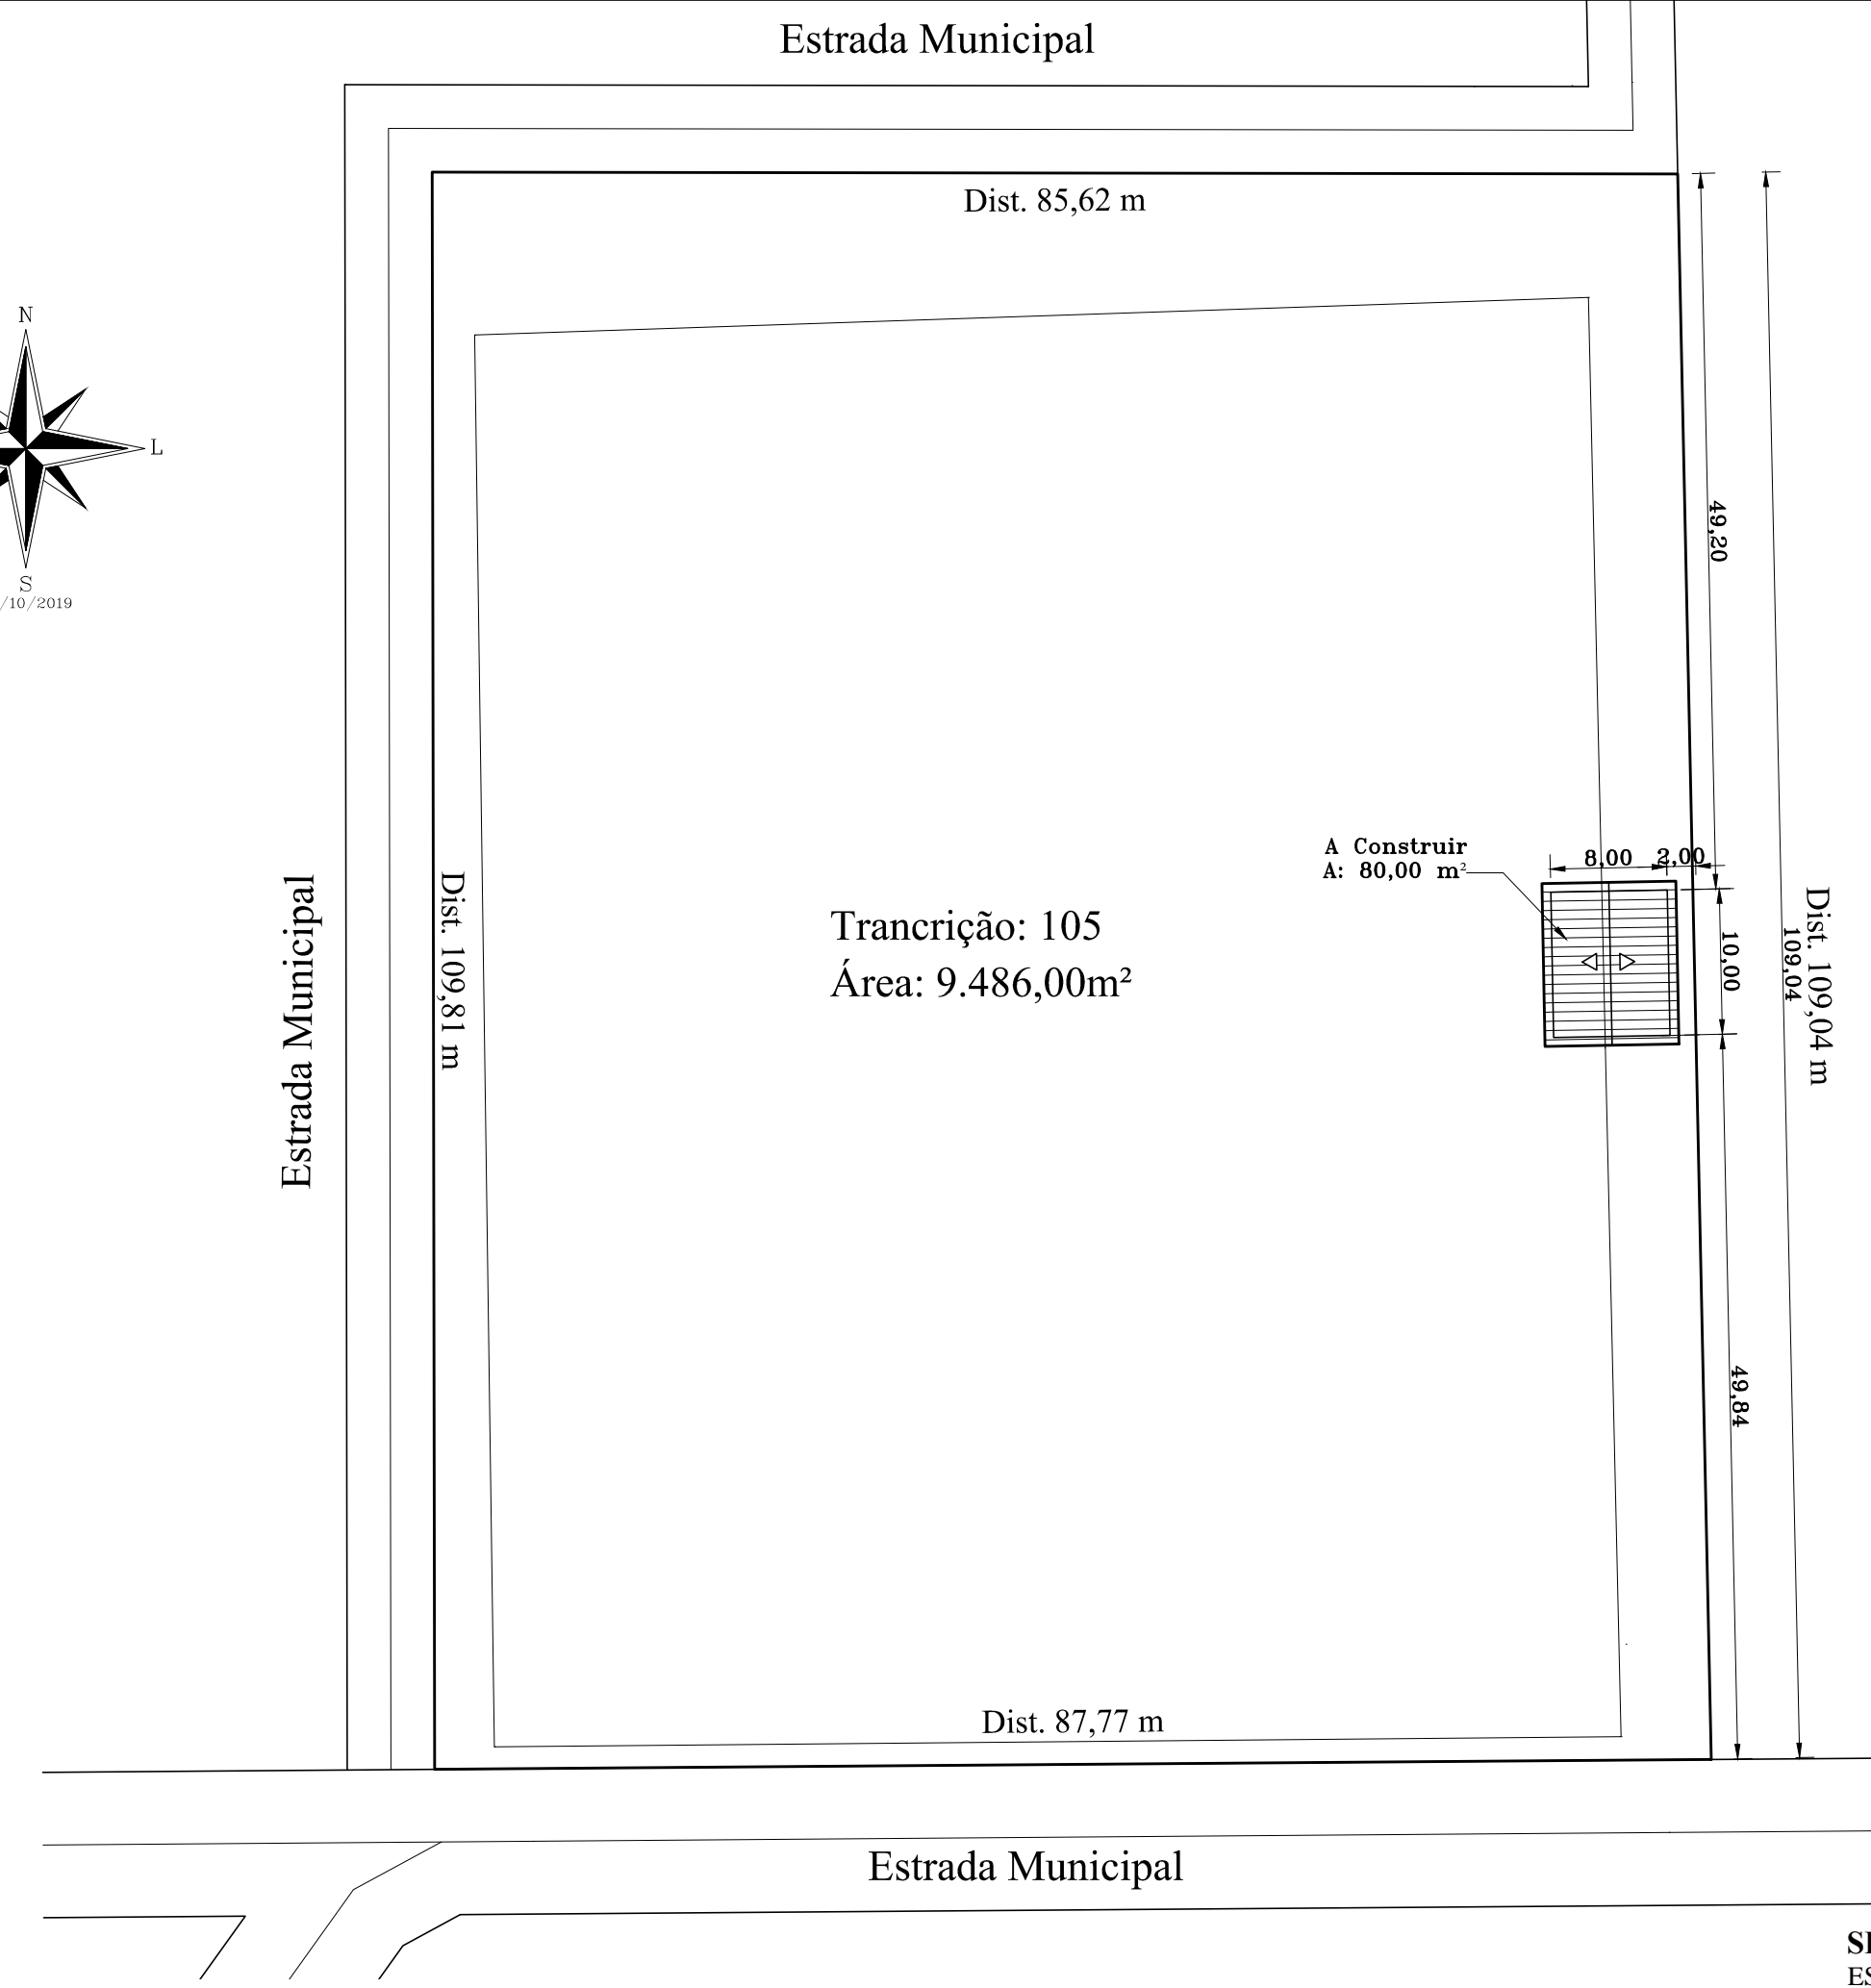 Estrada Municipal
Dist. 85,62 m
N
L
S
/10/2019
49,20
A Construir
A: 80,00 m²
8,00
2,00
Estrada Municipal
Dist. 109,81 m
Trancrição: 105
Área: 9.486,00m²
10,00
109,04
Dist. 109,04 m
49,84
Dist. 87,77 m
Estrada Municipal